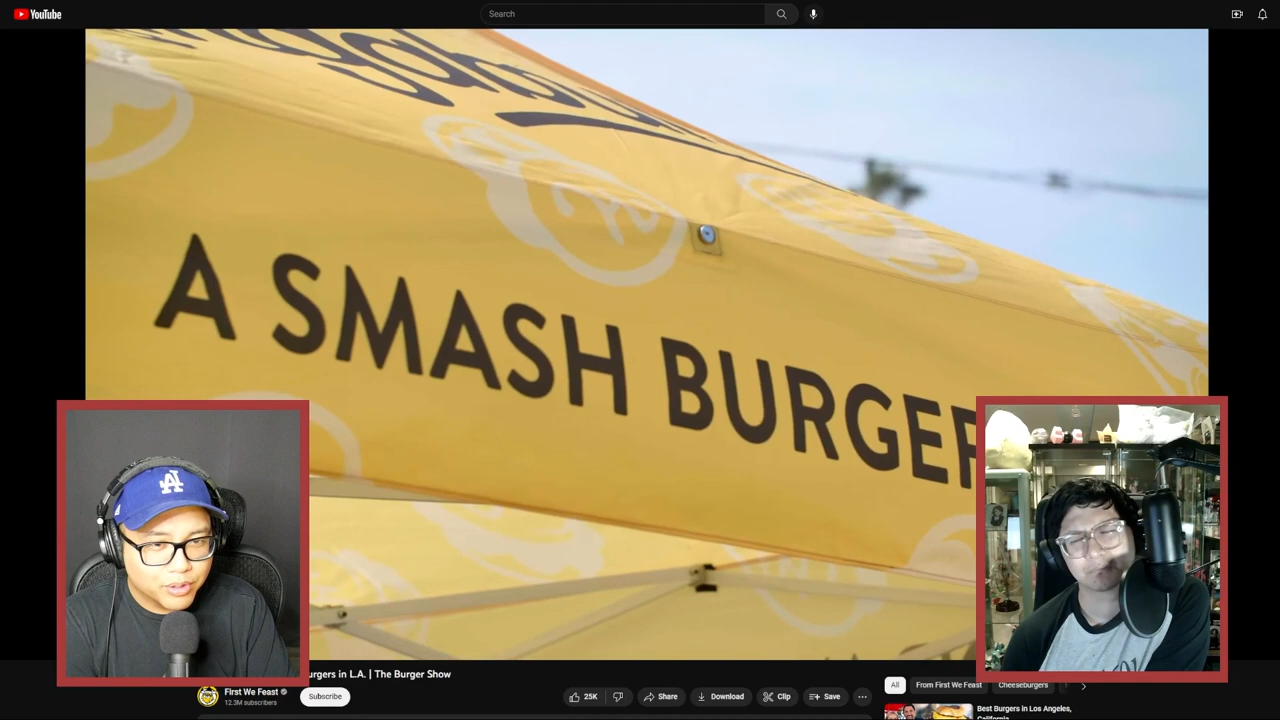 YouTube
Search
A SMASH BURGER
urgers in L.A. | The Burger Show
First We Feast
12.3M subscribers
Subscribe
25K
Share
Download
Clip
Save
All
From First We Feast
Cheeseburgers
Best Burgers in Los Angeles,
California